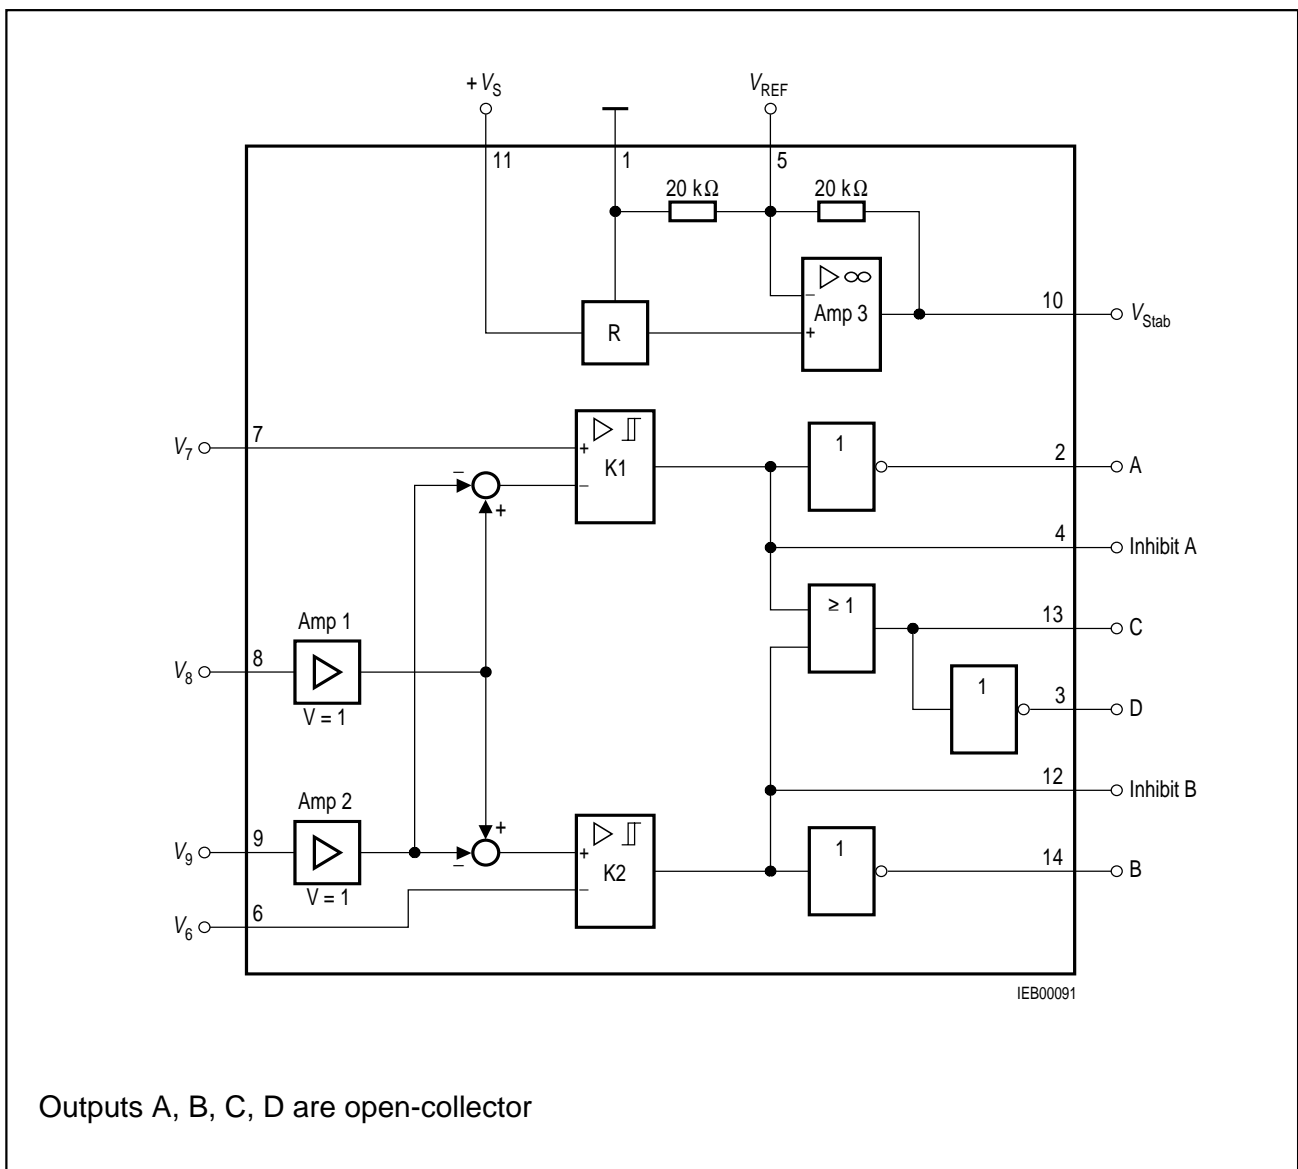 + VS
VREF
11
1
5
20 kΩ
20 kΩ
▷ ∞
−
Amp 3
+
10
VStab
R
V7
7
+
K1
−
1
2
A
−
+
4
Inhibit A
≥ 1
13
C
Amp 1
V8
8
V = 1
1
3
D
12
Inhibit B
Amp 2
V9
9
V = 1
+
−
+
K2
−
1
14
B
V6
6
IEB00091
Outputs A, B, C, D are open-collector